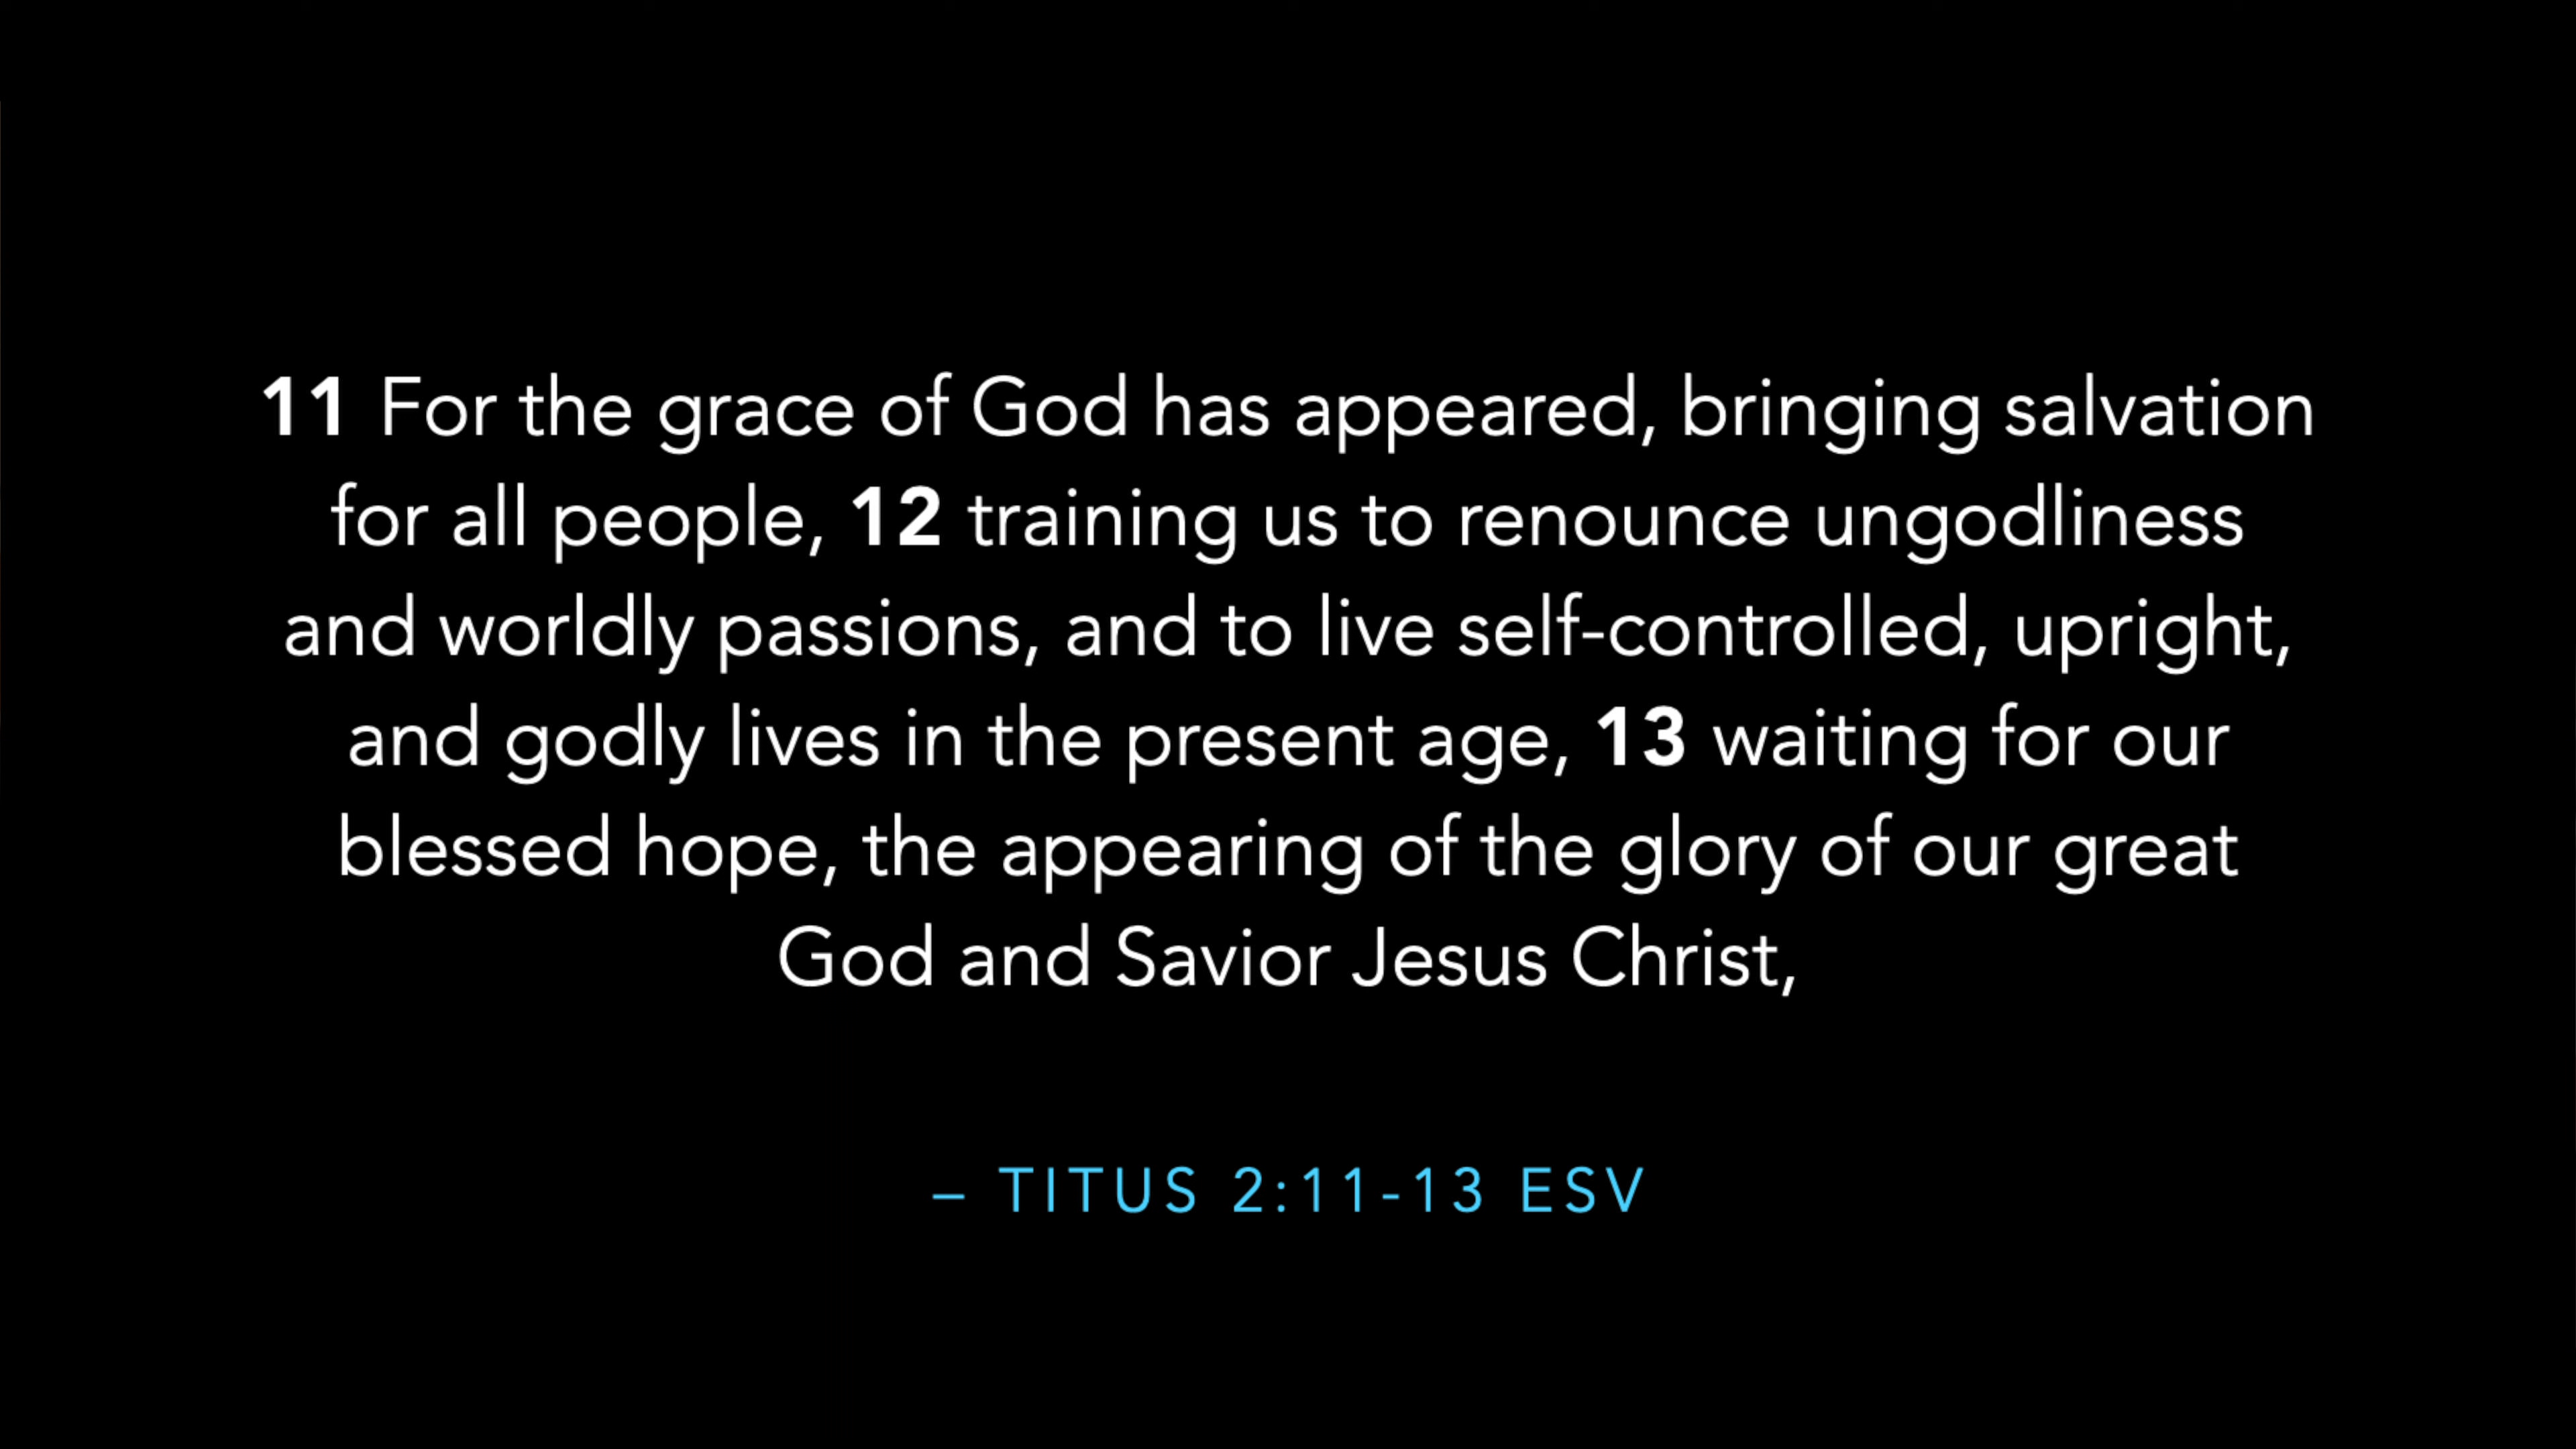 11 For the grace of God has appeared, bringing salvation
for all people, 12 training us to renounce ungodliness
and worldly passions, and to live self-controlled, upright,
and godly lives in the present age, 13 waiting for our
blessed hope, the appearing of the glory of our great
God and Savior Jesus Christ,
– TITUS 2:11-13 ESV